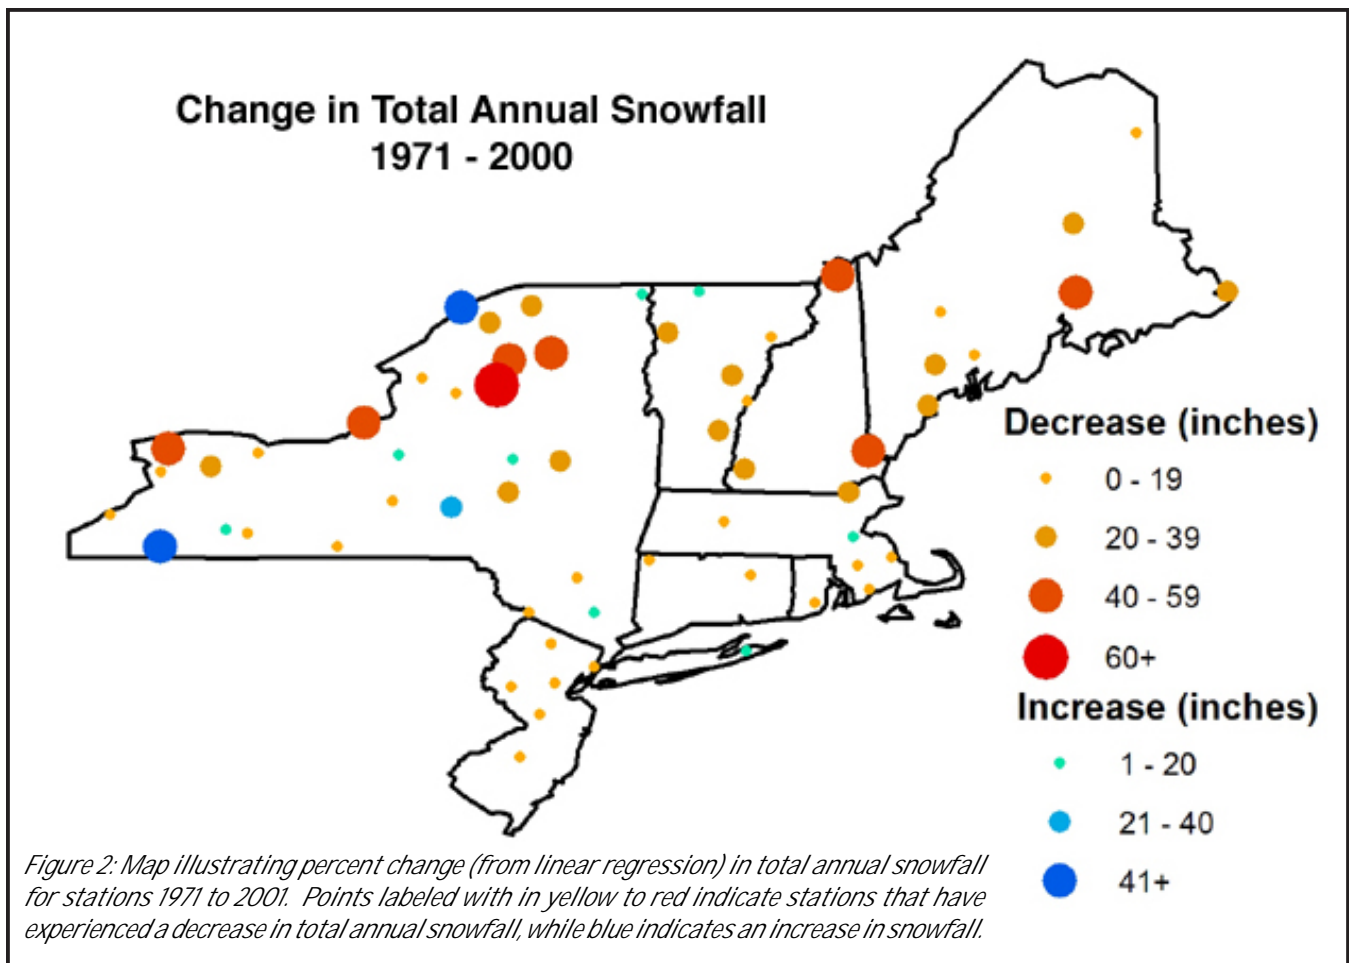 Change in Total Annual Snowfall
1971 - 2000
Decrease (inches)
0 - 19
20 - 39
40 - 59
60+
Increase (inches)
1 - 20
21 - 40
41+
Figure 2: Map illustrating percent change (from linear regression) in total annual snowfall
for stations 1971 to 2001. Points labeled with in yellow to red indicate stations that have
experienced a decrease in total annual snowfall, while blue indicates an increase in snowfall.